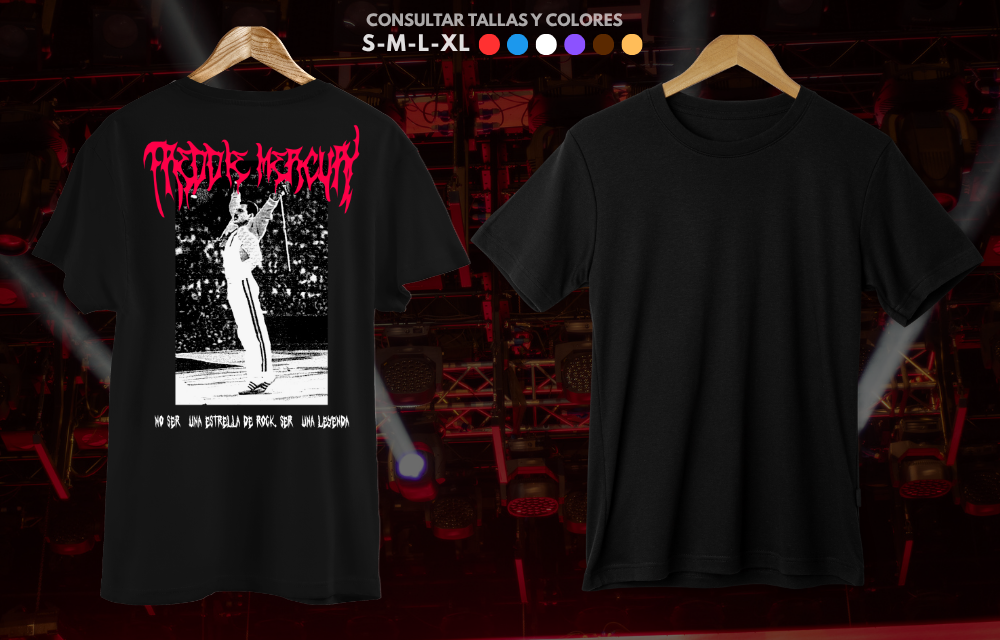 CONSULTAR TALLAS Y COLORES
S-M-L-XL
FREDDIE MERCURY
NO SER UNA ESTRELLA DE ROCK, SER UNA LEYENDA